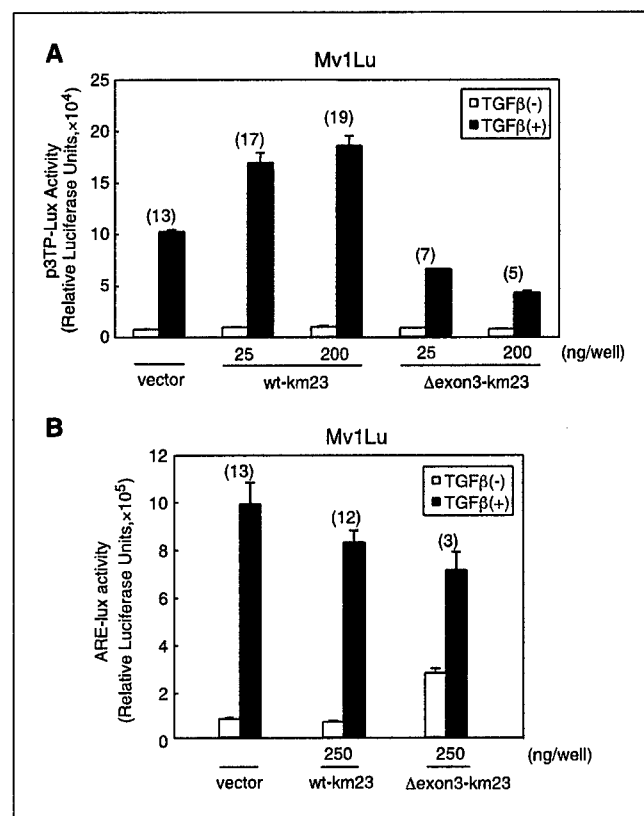 A
Mv1Lu
p3TP-Lux Activity
(Relative Luciferase Units,×10⁴)
25
20
15
10
5
0
TGFβ(-)
TGFβ(+)
(13)
(17)
(19)
(7)
(5)
25 200 25 200 (ng/well)
vector wt-km23 Δexon3-km23
B
Mv1Lu
ARE-lux activity
(Relative Luciferase Units,×10⁵)
12
10
8
6
4
2
0
TGFβ(-)
TGFβ(+)
(13)
(12)
(3)
250 250 (ng/well)
vector wt-km23 Δexon3-km23